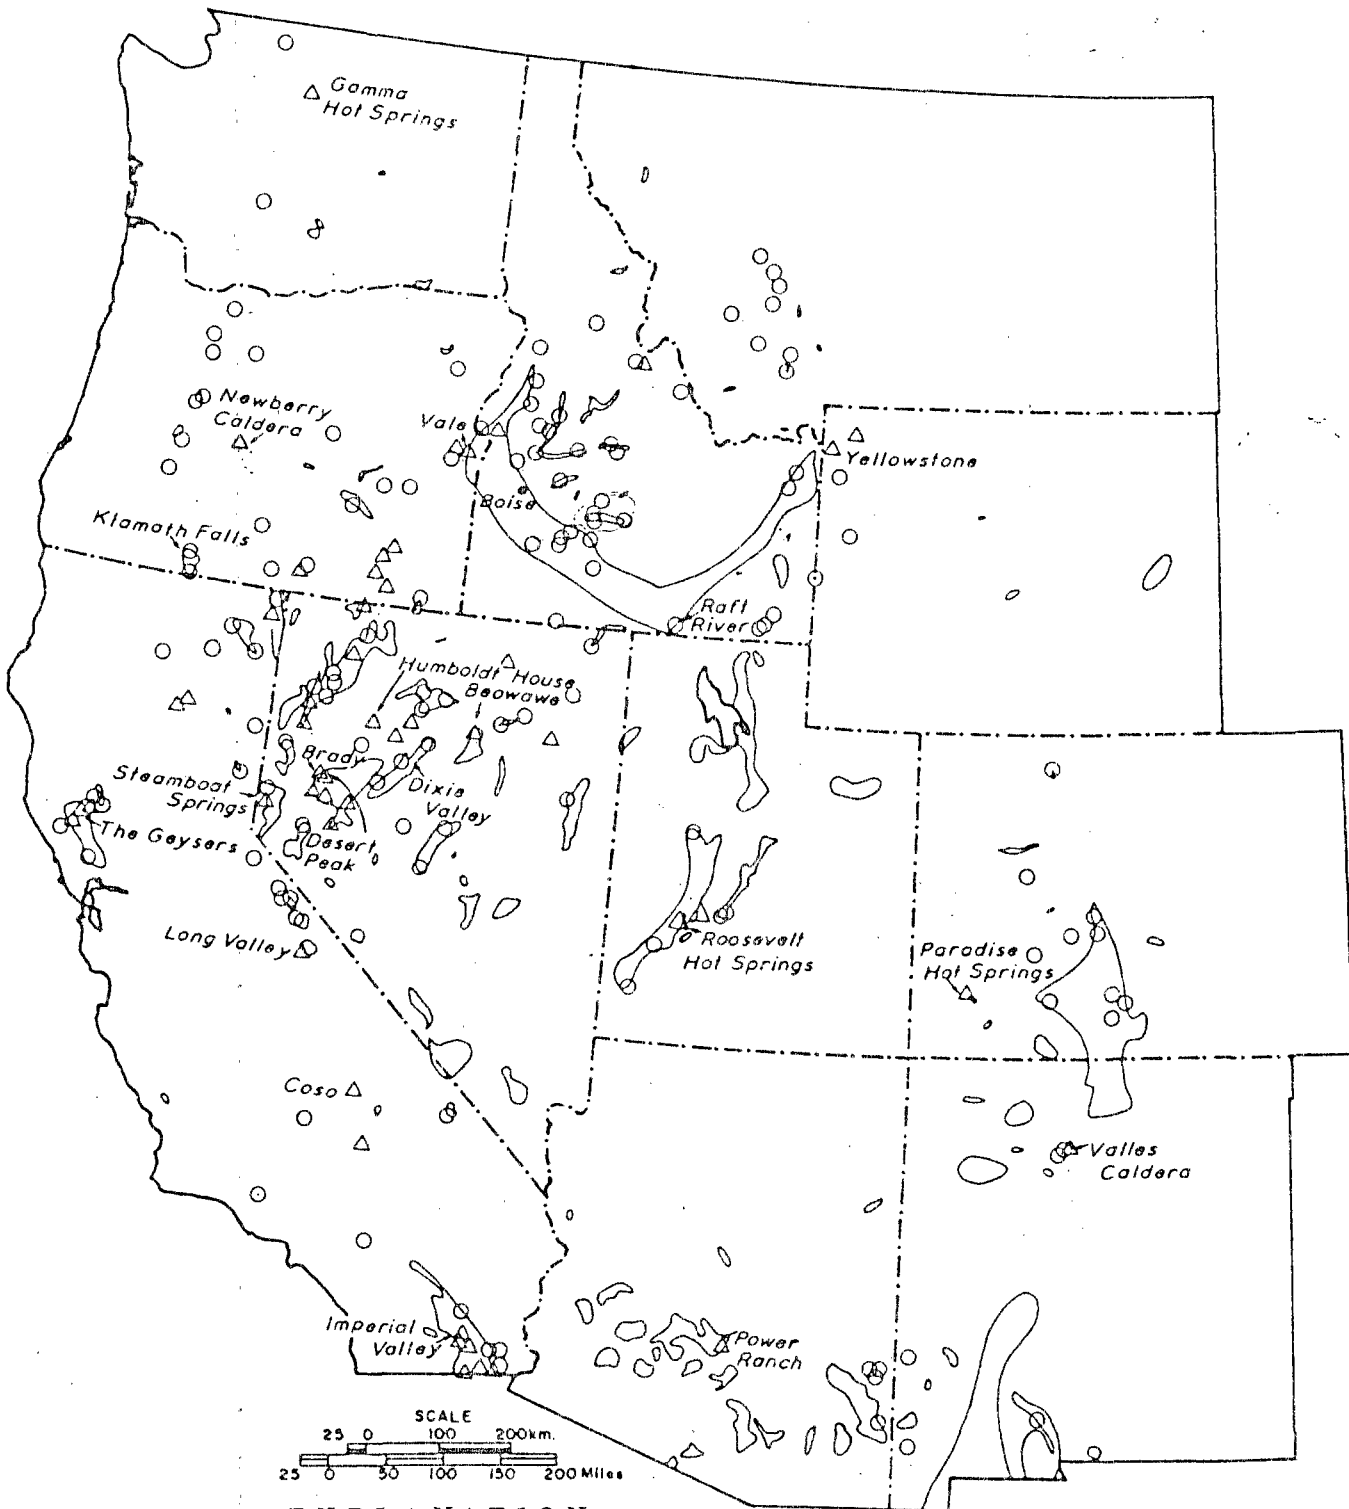 Gamma
Hot Springs
Newberry
Caldera
Vale
Yellowstone
Boise
Klamath Falls
Raft
River
Humboldt House
Beowawe
Brady
Steamboat
Springs
Dixie
Valley
The Geysers
Desert
Peak
Long Valley
Roosevelt
Hot Springs
Paradise
Hot Springs
Coso
Valles
Caldera
Imperial
Valley
Power
Ranch
SCALE
25 0 100 200km.
25 0 50 100 150 200 Miles